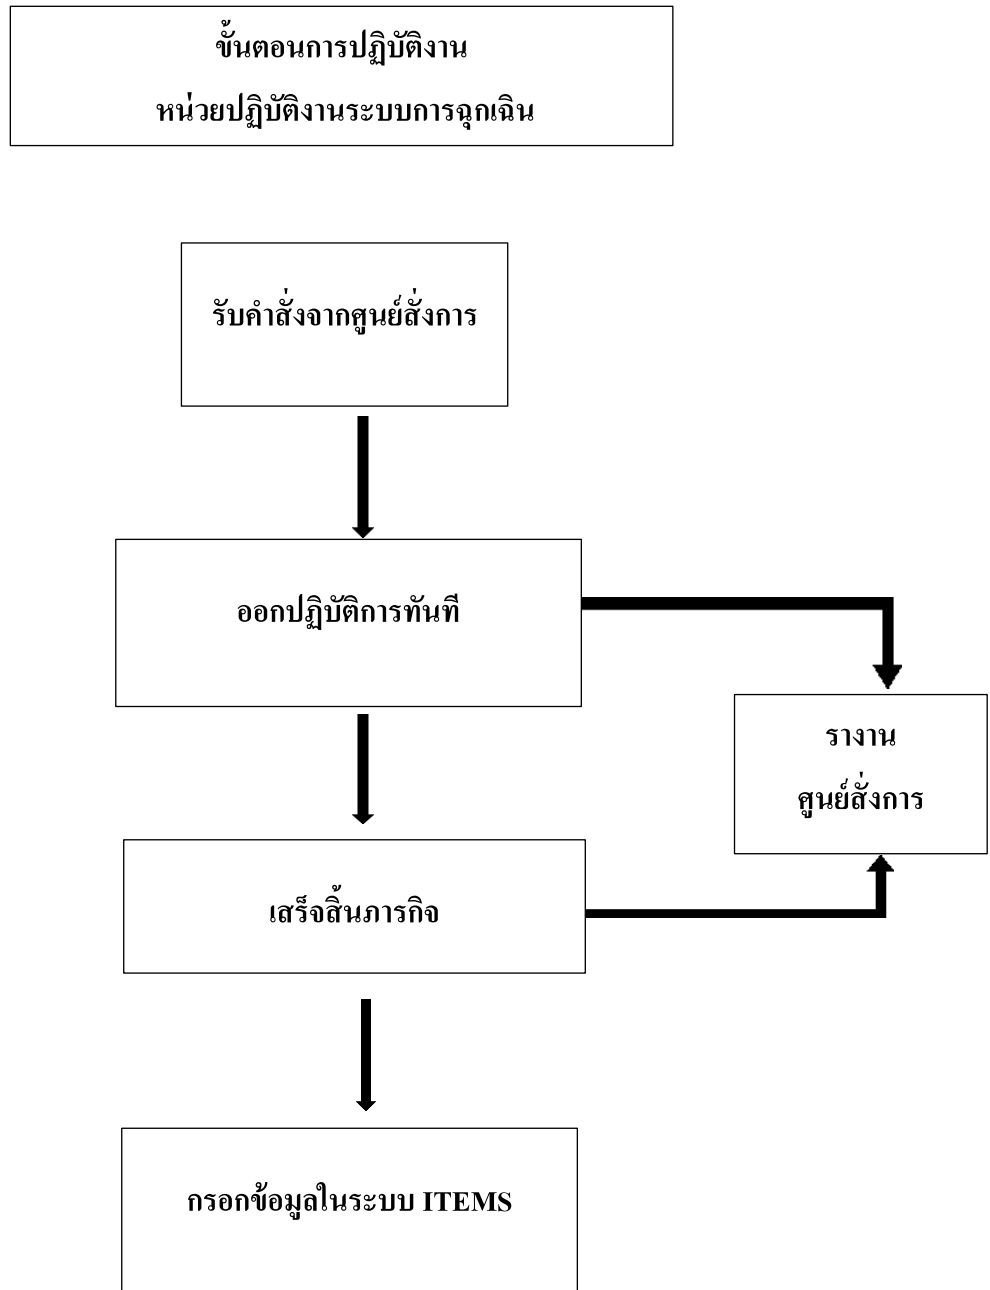 ขั้นตอนการปฏิบัติงาน
หน่วยปฏิบัติงานระบบการฉุกเฉิน
รับคำสั่งจากศูนย์สั่งการ
ออกปฏิบัติการทันที
รางาน
ศูนย์สั่งการ
เสร็จสิ้นภารกิจ
กรอกข้อมูลในระบบ ITEMS